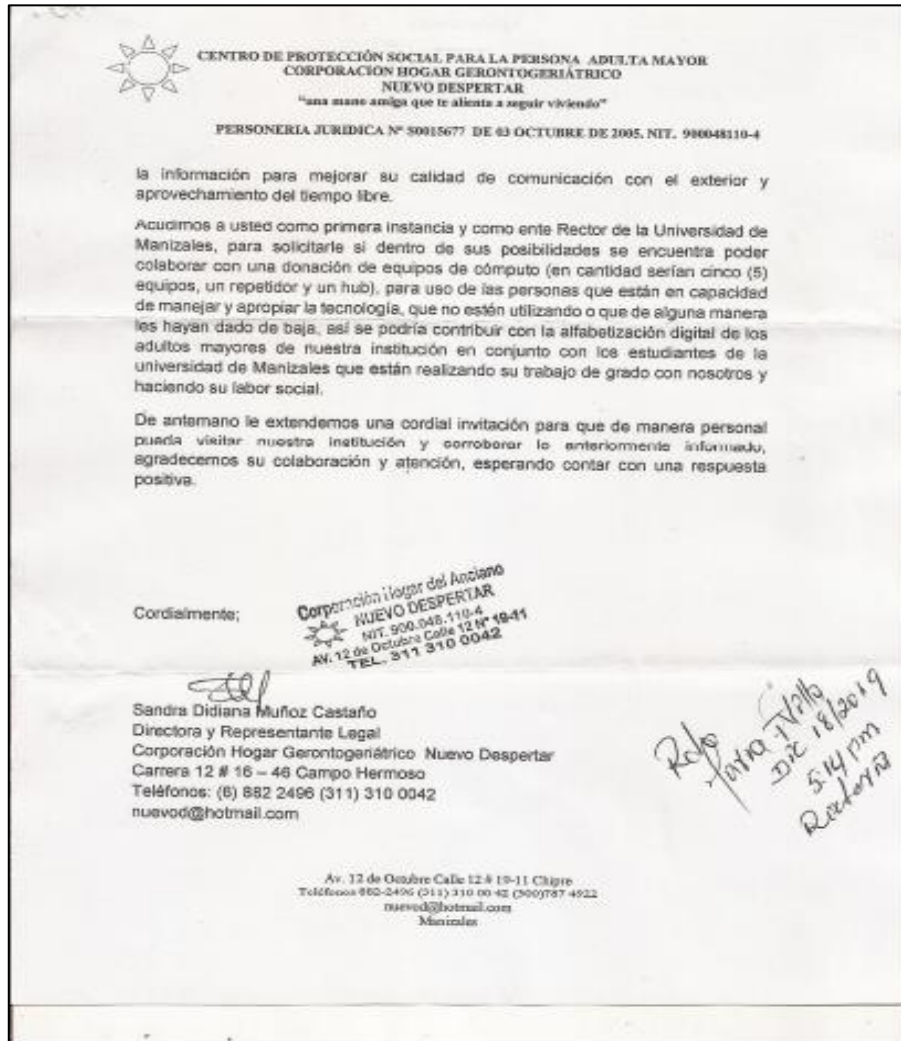 CENTRO DE PROTECCIÓN SOCIAL PARA LA PERSONA ADULTA MAYOR
CORPORACIÓN HOGAR GERONTOGERIÁTRICO
NUEVO DESPERTAR
"una mano amiga que te alienta a seguir viviendo"
PERSONERIA JURIDICA Nº S0015677 DE 03 OCTUBRE DE 2005. NIT. 900048110-4
la información para mejorar su calidad de comunicación con el exterior y
aprovechamiento del tiempo libre.
Acudimos a usted como primera instancia y como ente Rector de la Universidad de
Manizales, para solicitarle si dentro de sus posibilidades se encuentra poder
colaborar con una donación de equipos de cómputo (en cantidad serían cinco (5)
equipos, un repetidor y un hub), para uso de las personas que están en capacidad
de manejar y apropiar la tecnología, que no estén utilizando o que de alguna manera
les hayan dado de baja, así se podría contribuir con la alfabetización digital de los
adultos mayores de nuestra institución en conjunto con los estudiantes de la
universidad de Manizales que están realizando su trabajo de grado con nosotros y
haciendo su labor social.
De antemano le extendemos una cordial invitación para que de manera personal
pueda visitar nuestra institución y corroborar lo anteriormente informado,
agradecemos su colaboración y atención, esperando contar con una respuesta
positiva.
Cordialmente;
Corporación Hogar del Anciano
NUEVO DESPERTAR
NIT. 900.048.110-4
AV. 12 de Octubre Calle 12 Nº 19-11
TEL. 311 310 0042
Sandra Didiana Muñoz Castaño
Directora y Representante Legal
Corporación Hogar Gerontogeriátrico Nuevo Despertar
Carrera 12 # 16 – 46 Campo Hermoso
Teléfonos: (6) 882 2496 (311) 310 0042
nuevod@hotmail.com
Dic 18/2019
5:14 pm
Rectoría
Av. 12 de Octubre Calle 12 # 19-11 Chipre
Teléfonos 882-2496 (311) 310 00 42 (300)787 4922
nuevod@hotmail.com
Manizales